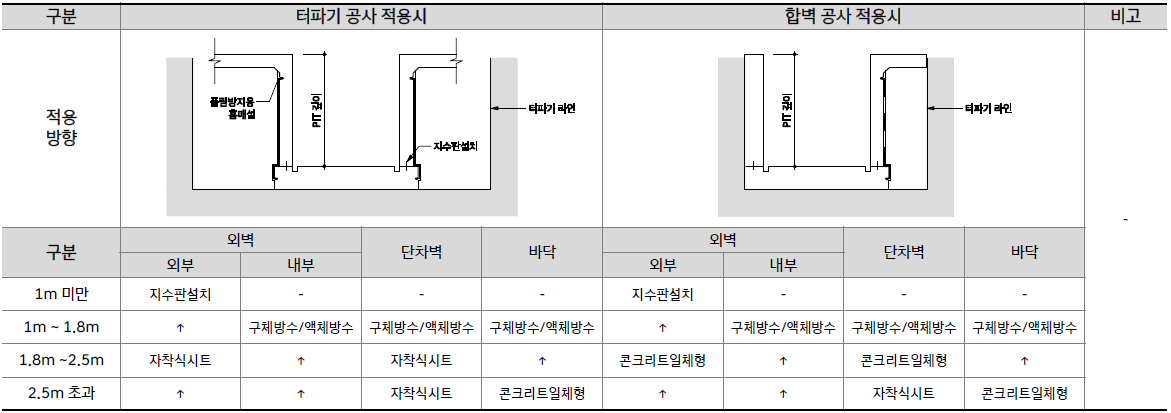 구분 터파기 공사 적용시 합벽 공사 적용시 비고
적용
방향
풀림방지용
홈매설
PIT 깊이
지수판설치
터파기 라인
PIT 깊이
터파기 라인
-
구분 외벽 단차벽 바닥 외벽 단차벽 바닥
외부 내부 외부 내부
1m 미만 지수판설치 - - - 지수판설치 - - -
1m ~ 1.8m ↑ 구체방수/액체방수 구체방수/액체방수 구체방수/액체방수 ↑ 구체방수/액체방수 구체방수/액체방수 구체방수/액체방수
1.8m ~2.5m 자착식시트 ↑ 자착식시트 ↑ 콘크리트일체형 ↑ 콘크리트일체형 ↑
2.5m 초과 ↑ ↑ 자착식시트 콘크리트일체형 ↑ ↑ 자착식시트 콘크리트일체형